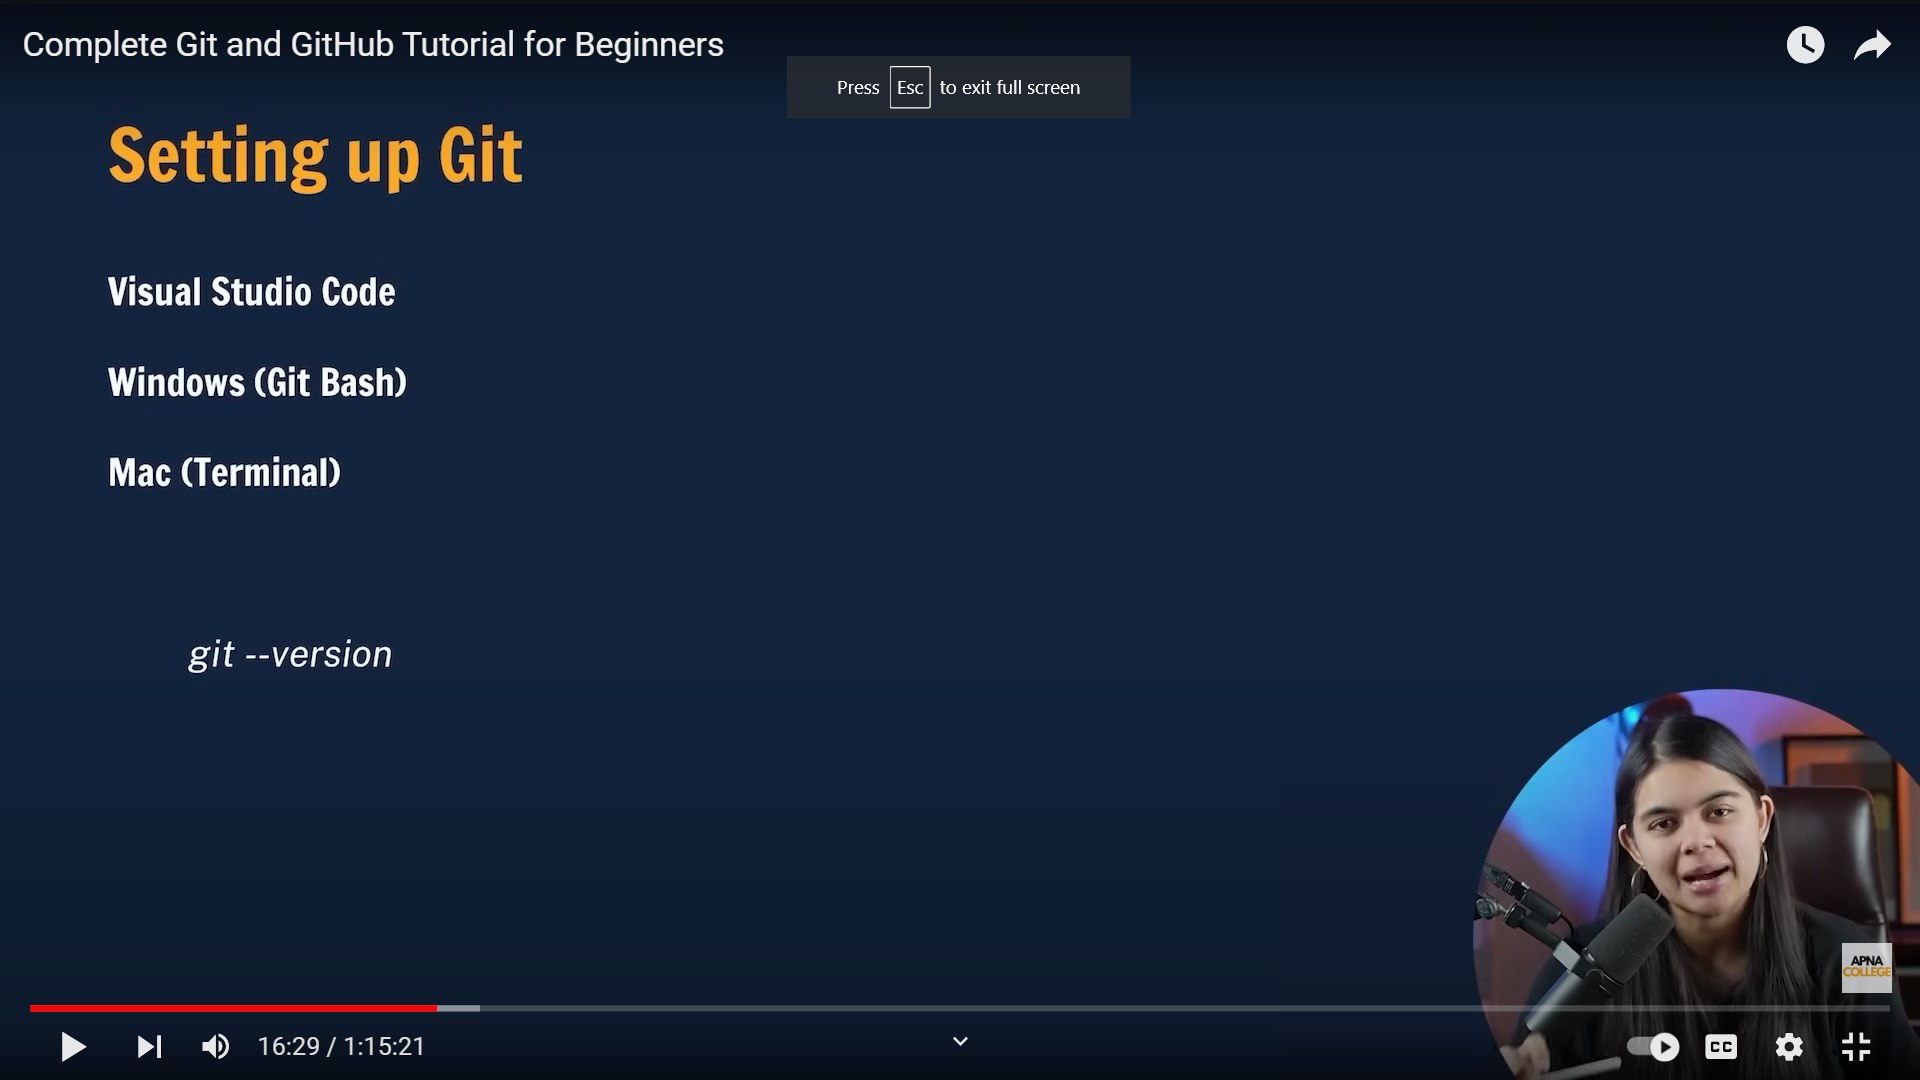 Complete Git and GitHub Tutorial for Beginners
Press Esc to exit full screen
Setting up Git
Visual Studio Code
Windows (Git Bash)
Mac (Terminal)
git --version
APNA
COLLEGE
16:29 / 1:15:21
CC